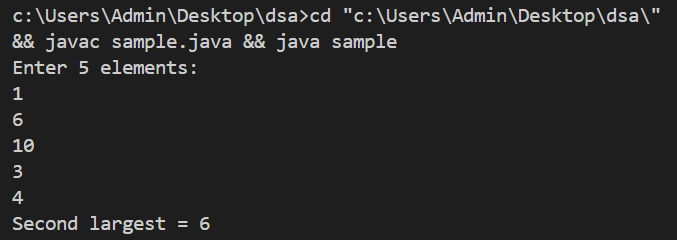 c:\Users\Admin\Desktop\dsa>cd "c:\Users\Admin\Desktop\dsa\"
&& javac sample.java && java sample
Enter 5 elements:
1
6
10
3
4
Second largest = 6